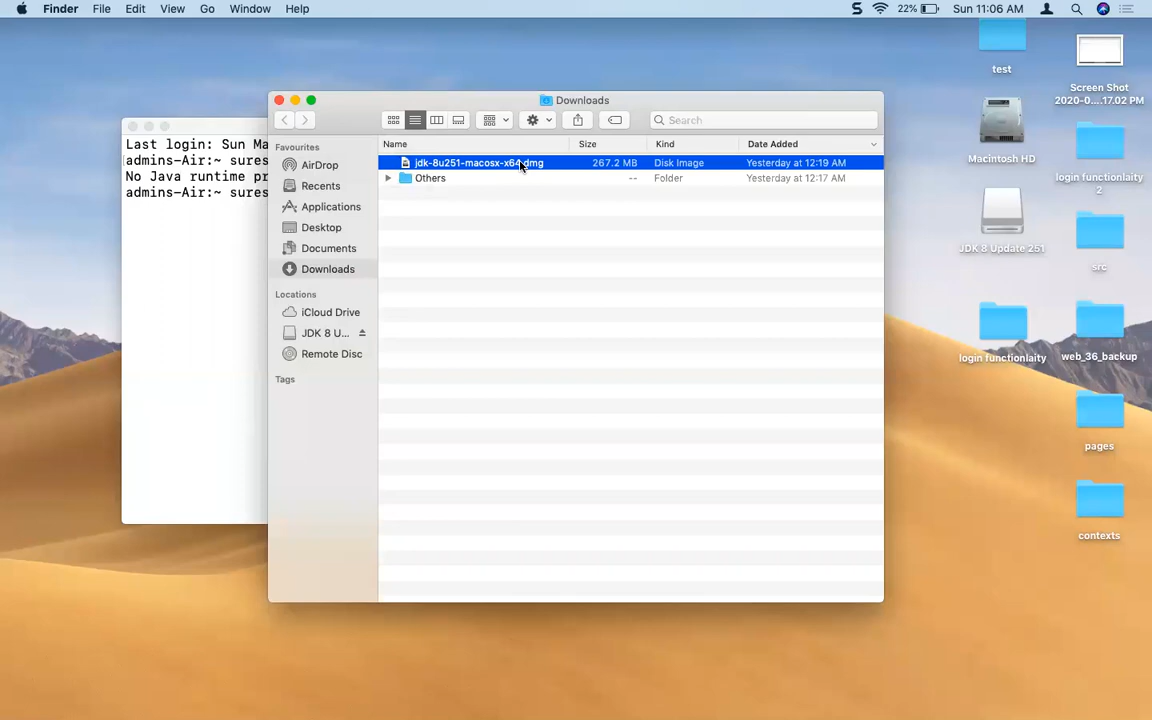 Finder File Edit View Go Window Help
22% Sun 11:06 AM
Last login: Sun Ma
admins-Air:~ sures
No Java runtime pr
admins-Air:~ sures
Downloads
Search
Favourites
AirDrop
Recents
Applications
Desktop
Documents
Downloads
Locations
iCloud Drive
JDK 8 U...
Remote Disc
Tags
Name Size Kind Date Added
jdk-8u251-macosx-x64.dmg 267.2 MB Disk Image Yesterday at 12:19 AM
Others -- Folder Yesterday at 12:17 AM
test
Macintosh HD
JDK 8 Update 251
login functionlaity
Screen Shot
2020-0....17.02 PM
login functionlaity
2
src
web_36_backup
pages
contexts